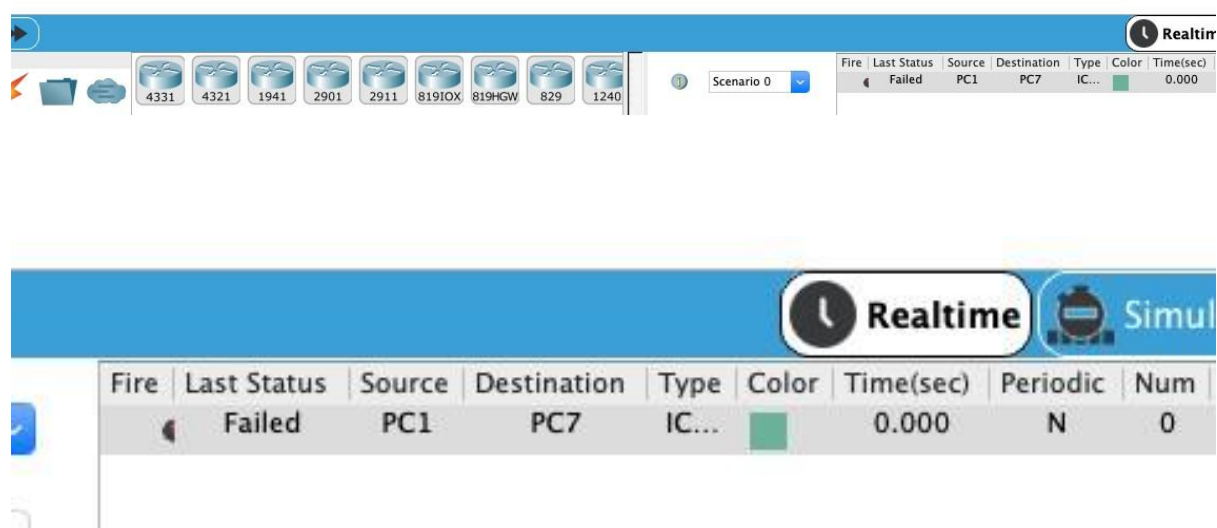 Realtim
Fire Last Status Source Destination Type Color Time(sec)
Failed PC1 PC7 IC... 0.000
Scenario 0
4331 4321 1941 2901 2911 819IOX 819HGW 829 1240
Realtime Simul
Fire Last Status Source Destination Type Color Time(sec) Periodic Num
Failed PC1 PC7 IC... 0.000 N 0